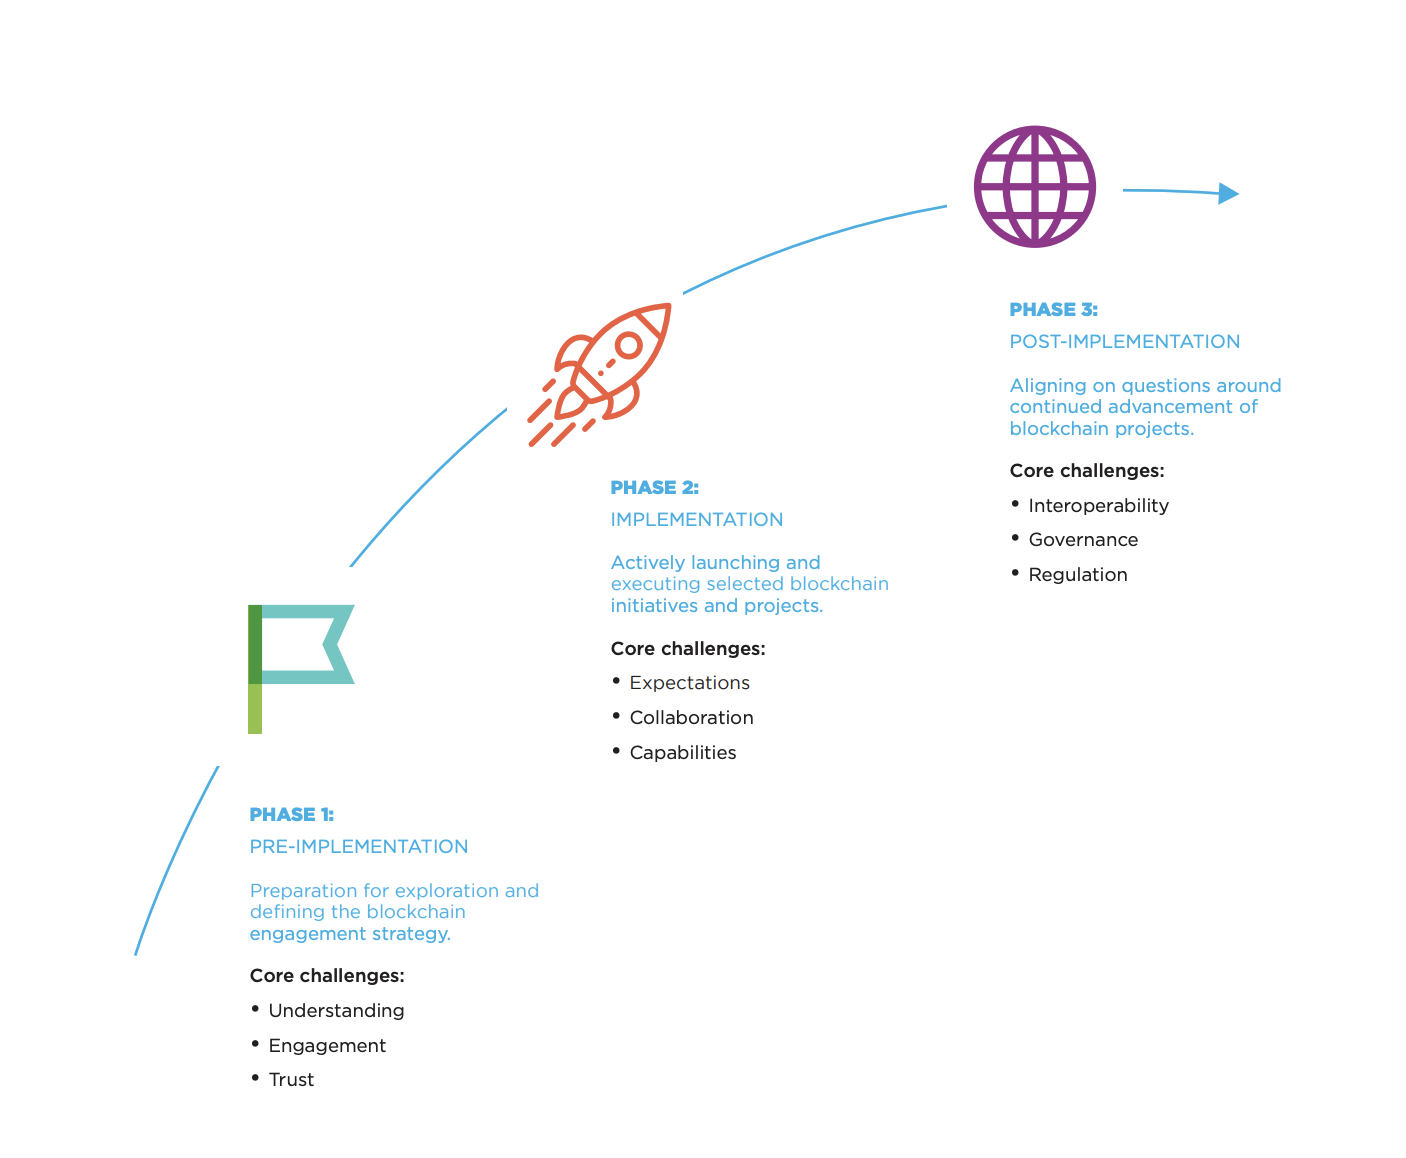 PHASE 1:
PRE-IMPLEMENTATION
Preparation for exploration and
defining the blockchain
engagement strategy.
Core challenges:
• Understanding
• Engagement
• Trust
PHASE 2:
IMPLEMENTATION
Actively launching and
executing selected blockchain
initiatives and projects.
Core challenges:
• Expectations
• Collaboration
• Capabilities
PHASE 3:
POST-IMPLEMENTATION
Aligning on questions around
continued advancement of
blockchain projects.
Core challenges:
• Interoperability
• Governance
• Regulation